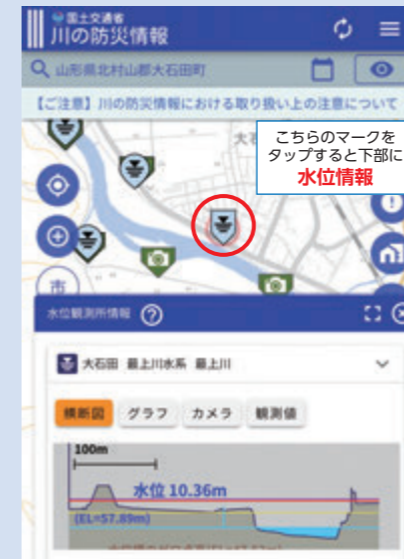 国土交通省
川の防災情報
山形県北村山郡大石田町
【ご注意】川の防災情報における取り扱い上の注意について
こちらのマークを
タップすると下部に
水位情報
市
水位観測所情報 ?
大石田 最上川水系 最上川
横断図 グラフ カメラ 観測値
100m
水位 10.36m
(EL=57.89m)